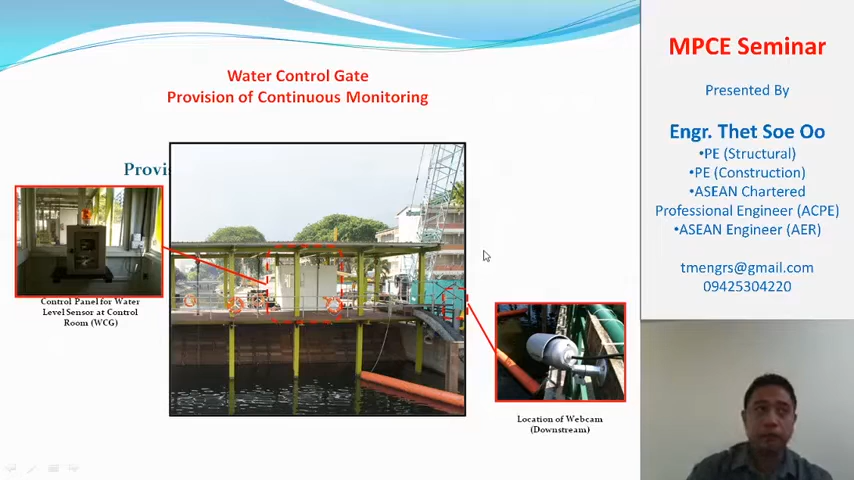 Water Control Gate
Provision of Continuous Monitoring
Provis
Control Panel for Water
Level Sensor at Control
Room (WCG)
Location of Webcam
(Downstream)
MPCE Seminar
Presented By
Engr. Thet Soe Oo
•PE (Structural)
•PE (Construction)
•ASEAN Chartered
Professional Engineer (ACPE)
•ASEAN Engineer (AER)
tmengrs@gmail.com
09425304220